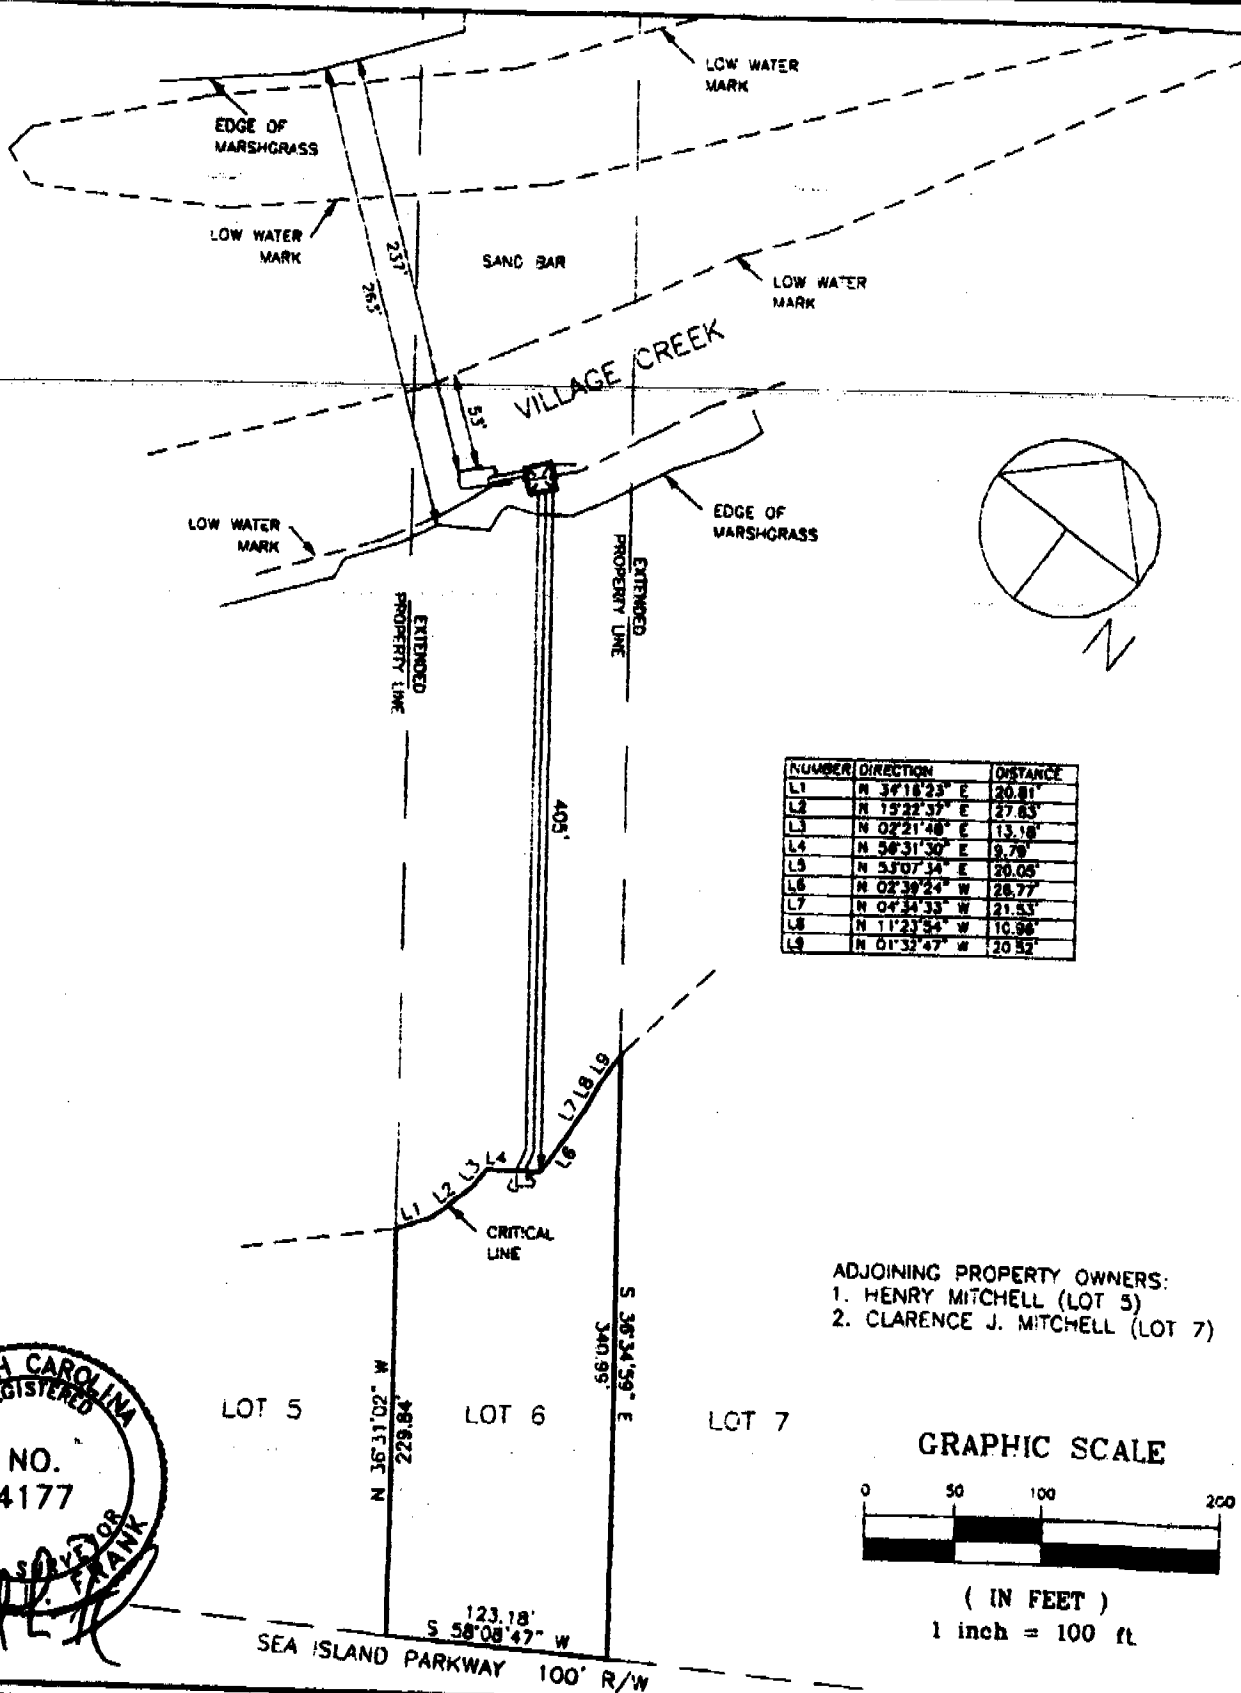 LOW WATER
MARK
EDGE OF
MARSHGRASS
LOW WATER
MARK
237'
263'
SAND BAR
LOW WATER
MARK
VILLAGE CREEK
53'
LOW WATER
MARK
EDGE OF
MARSHGRASS
EXTENDED
PROPERTY LINE
EXTENDED
PROPERTY LINE
N
405'
NUMBER DIRECTION DISTANCE
L1 N 34°16'23" E 20.81'
L2 N 15°22'37" E 27.83'
L3 N 02°21'48" E 13.18'
L4 N 56°31'30" E 9.79'
L5 N 53°07'34" E 20.05'
L6 N 02°39'24" W 28.77'
L7 N 04°34'33" W 21.53'
L8 N 11°23'54" W 10.98'
L9 N 01°32'47" W 20.52'
L1
L2
L3
L4
L5
L6
L7
L8
L9
CRITICAL
LINE
ADJOINING PROPERTY OWNERS:
1. HENRY MITCHELL (LOT 5)
2. CLARENCE J. MITCHELL (LOT 7)
S 36°34'59" E
340.99'
N 36°31'02" W
229.84'
LOT 5
LOT 6
LOT 7
H CAROLINA
GISTERED
NO.
4177
SURVEYOR
FRANK
GRAPHIC SCALE
0 50 100 200
( IN FEET )
1 inch = 100 ft.
123.18'
S 58°08'47" W
SEA ISLAND PARKWAY 100' R/W